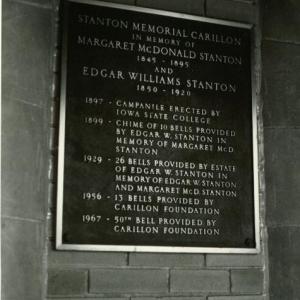 STANTON MEMORIAL CARILLON
IN MEMORY OF
MARGARET McDONALD STANTON
1845 - 1895
AND
EDGAR WILLIAMS STANTON
1850 - 1920
1897 - CAMPANILE ERECTED BY
IOWA STATE COLLEGE
1899 - CHIME OF 10 BELLS PROVIDED
BY EDGAR W. STANTON IN
MEMORY OF MARGARET McD.
STANTON
1929 - 26 BELLS PROVIDED BY ESTATE
OF EDGAR W. STANTON IN
MEMORY OF EDGAR W. STANTON
AND MARGARET McD. STANTON
1956 - 13 BELLS PROVIDED BY
CARILLON FOUNDATION
1967 - 50TH BELL PROVIDED BY
CARILLON FOUNDATION